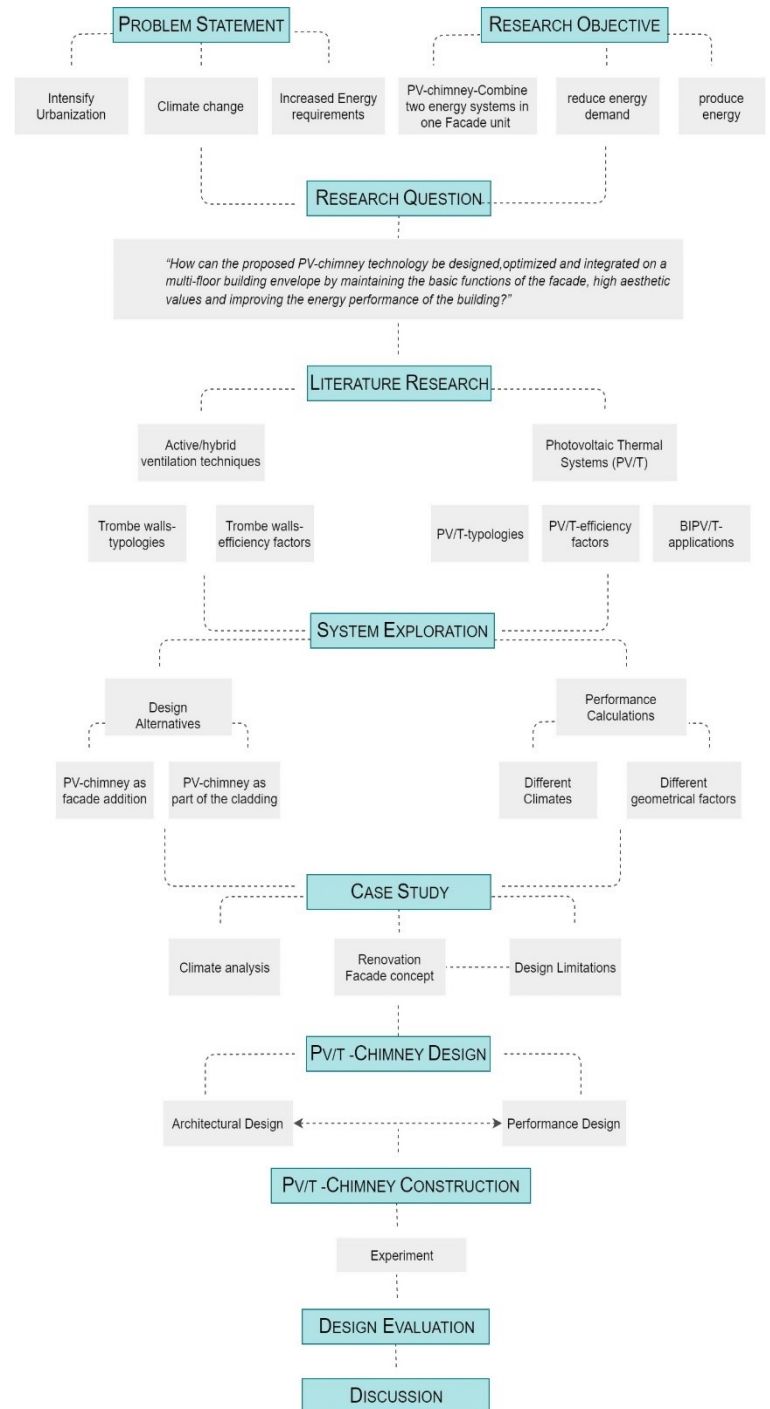 PROBLEM STATEMENT
RESEARCH OBJECTIVE
Intensify
Urbanization
Climate change
Increased Energy
requirements
PV-chimney-Combine
two energy systems in
one Facade unit
reduce energy
demand
produce
energy
RESEARCH QUESTION
“How can the proposed PV-chimney technology be designed,optimized and integrated on a
multi-floor building envelope by maintaining the basic functions of the facade, high aesthetic
values and improving the energy performance of the building?”
LITERATURE RESEARCH
Active/hybrid
ventilation techniques
Photovoltaic Thermal
Systems (PV/T)
Trombe walls-
typologies
Trombe walls-
efficiency factors
PV/T-typologies
PV/T-efficiency
factors
BIPV/T-
applications
SYSTEM EXPLORATION
Design
Alternatives
Performance
Calculations
PV-chimney as
facade addition
PV-chimney as
part of the cladding
Different
Climates
Different
geometrical factors
CASE STUDY
Climate analysis
Renovation
Facade concept
Design Limitations
PV/T -CHIMNEY DESIGN
Architectural Design
Performance Design
PV/T -CHIMNEY CONSTRUCTION
Experiment
DESIGN EVALUATION
DISCUSSION